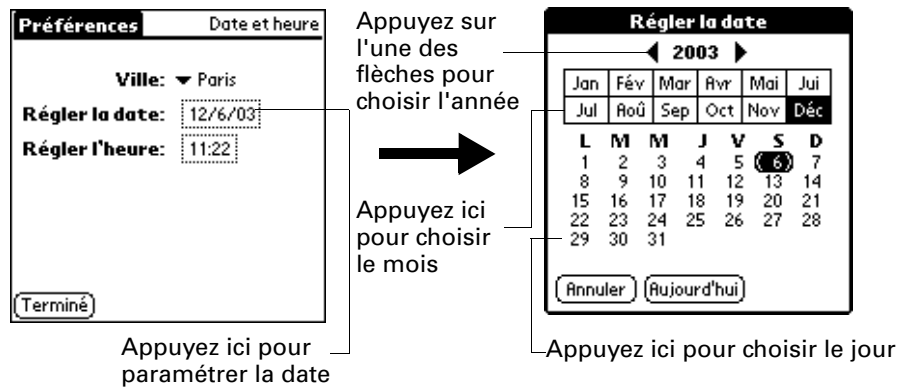 Préférences Date et heure
Ville: Paris
Régler la date: 12/6/03
Régler l'heure: 11:22
Terminé
Appuyez ici pour
paramétrer la date
Appuyez sur
l'une des
flèches pour
choisir l'année
Appuyez ici
pour choisir
le mois
Régler la date
2003
Jan Fév Mar Avr Mai Jui
Jul Aoû Sep Oct Nov Déc
L M M J V S D
1 2 3 4 5 6 7
8 9 10 11 12 13 14
15 16 17 18 19 20 21
22 23 24 25 26 27 28
29 30 31
Annuler Aujourd'hui
Appuyez ici pour choisir le jour